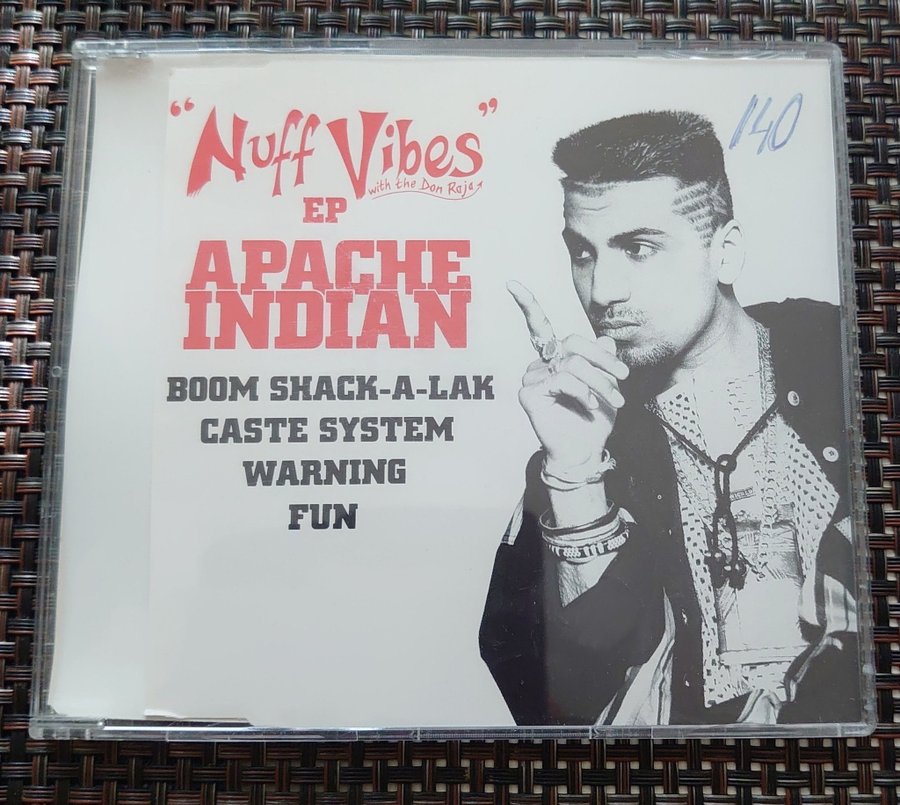 "Nuff Vibes"
with the Don Raja
EP
APACHE
INDIAN
BOOM SHACK-A-LAK
CASTE SYSTEM
WARNING
FUN
140